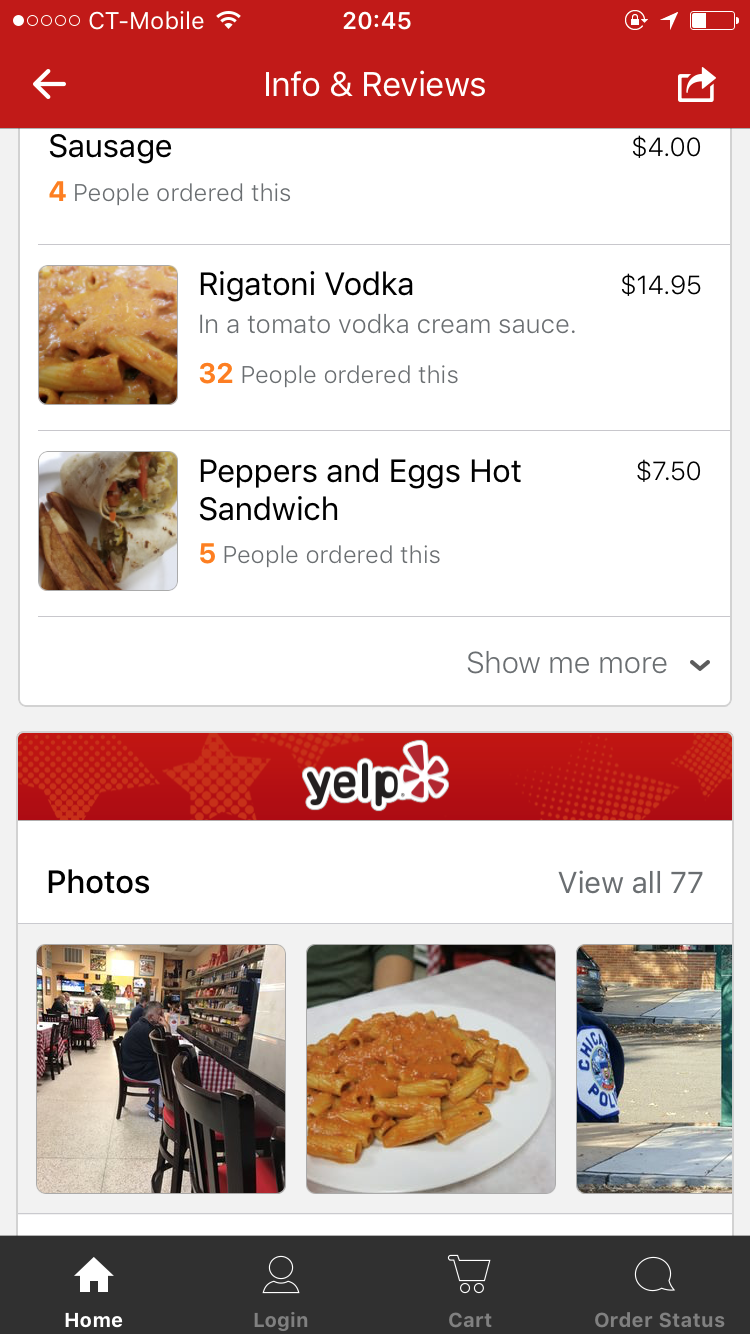 CT-Mobile 20:45
Info & Reviews
Sausage $4.00
4 People ordered this
Rigatoni Vodka $14.95
In a tomato vodka cream sauce.
32 People ordered this
Peppers and Eggs Hot $7.50
Sandwich
5 People ordered this
Show me more
yelp
Photos View all 77
CHICA
POL
Home Login Cart Order Status